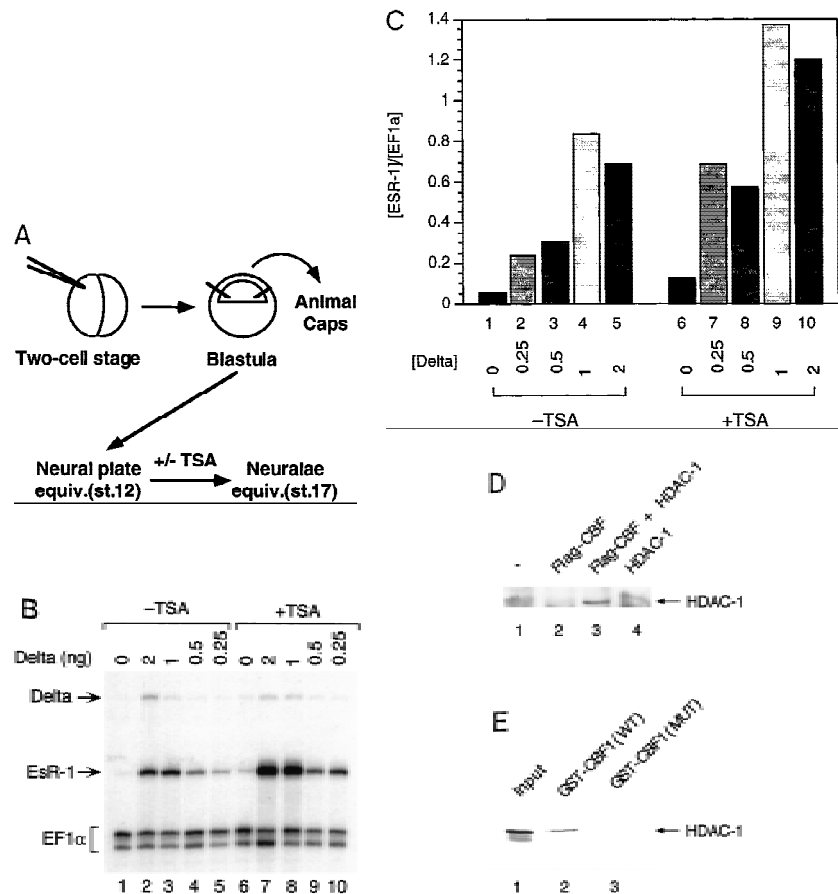 A
Two-cell stage
Blastula
Animal
Caps
Neural plate
equiv.(st.12)
+/- TSA
Neuralae
equiv.(st.17)
B
–TSA
+TSA
Delta (ng)
0 2 1 0.5 0.25 0 2 1 0.5 0.25
Delta
EsR-1
EF1α
1 2 3 4 5 6 7 8 9 10
C
[ESR-1]/[EF1a]
1.4
1.2
1
0.8
0.6
0.4
0.2
0
1 2 3 4 5 6 7 8 9 10
[Delta]
0 0.25 0.5 1 2 0 0.25 0.5 1 2
–TSA
+TSA
D
- Flag-CBF Flag-CBF + HDAC-1 HDAC-1
HDAC-1
1 2 3 4
E
Input GST-CBF1(WT) GST-CBF1(MUT)
HDAC-1
1 2 3